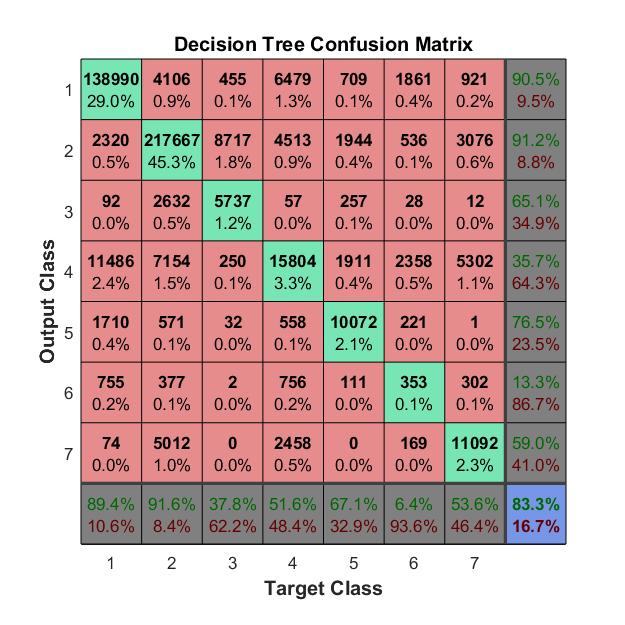 Decision Tree Confusion Matrix
1 138990 4106 455 6479 709 1861 921 90.5%
29.0% 0.9% 0.1% 1.3% 0.1% 0.4% 0.2% 9.5%
2 2320 217667 8717 4513 1944 536 3076 91.2%
0.5% 45.3% 1.8% 0.9% 0.4% 0.1% 0.6% 8.8%
3 92 2632 5737 57 257 28 12 65.1%
0.0% 0.5% 1.2% 0.0% 0.1% 0.0% 0.0% 34.9%
4 11486 7154 250 15804 1911 2358 5302 35.7%
2.4% 1.5% 0.1% 3.3% 0.4% 0.5% 1.1% 64.3%
5 1710 571 32 558 10072 221 1 76.5%
0.4% 0.1% 0.0% 0.1% 2.1% 0.0% 0.0% 23.5%
6 755 377 2 756 111 353 302 13.3%
0.2% 0.1% 0.0% 0.2% 0.0% 0.1% 0.1% 86.7%
7 74 5012 0 2458 0 169 11092 59.0%
0.0% 1.0% 0.0% 0.5% 0.0% 0.0% 2.3% 41.0%
89.4% 91.6% 37.8% 51.6% 67.1% 6.4% 53.6% 83.3%
10.6% 8.4% 62.2% 48.4% 32.9% 93.6% 46.4% 16.7%
1 2 3 4 5 6 7
Target Class
Output Class